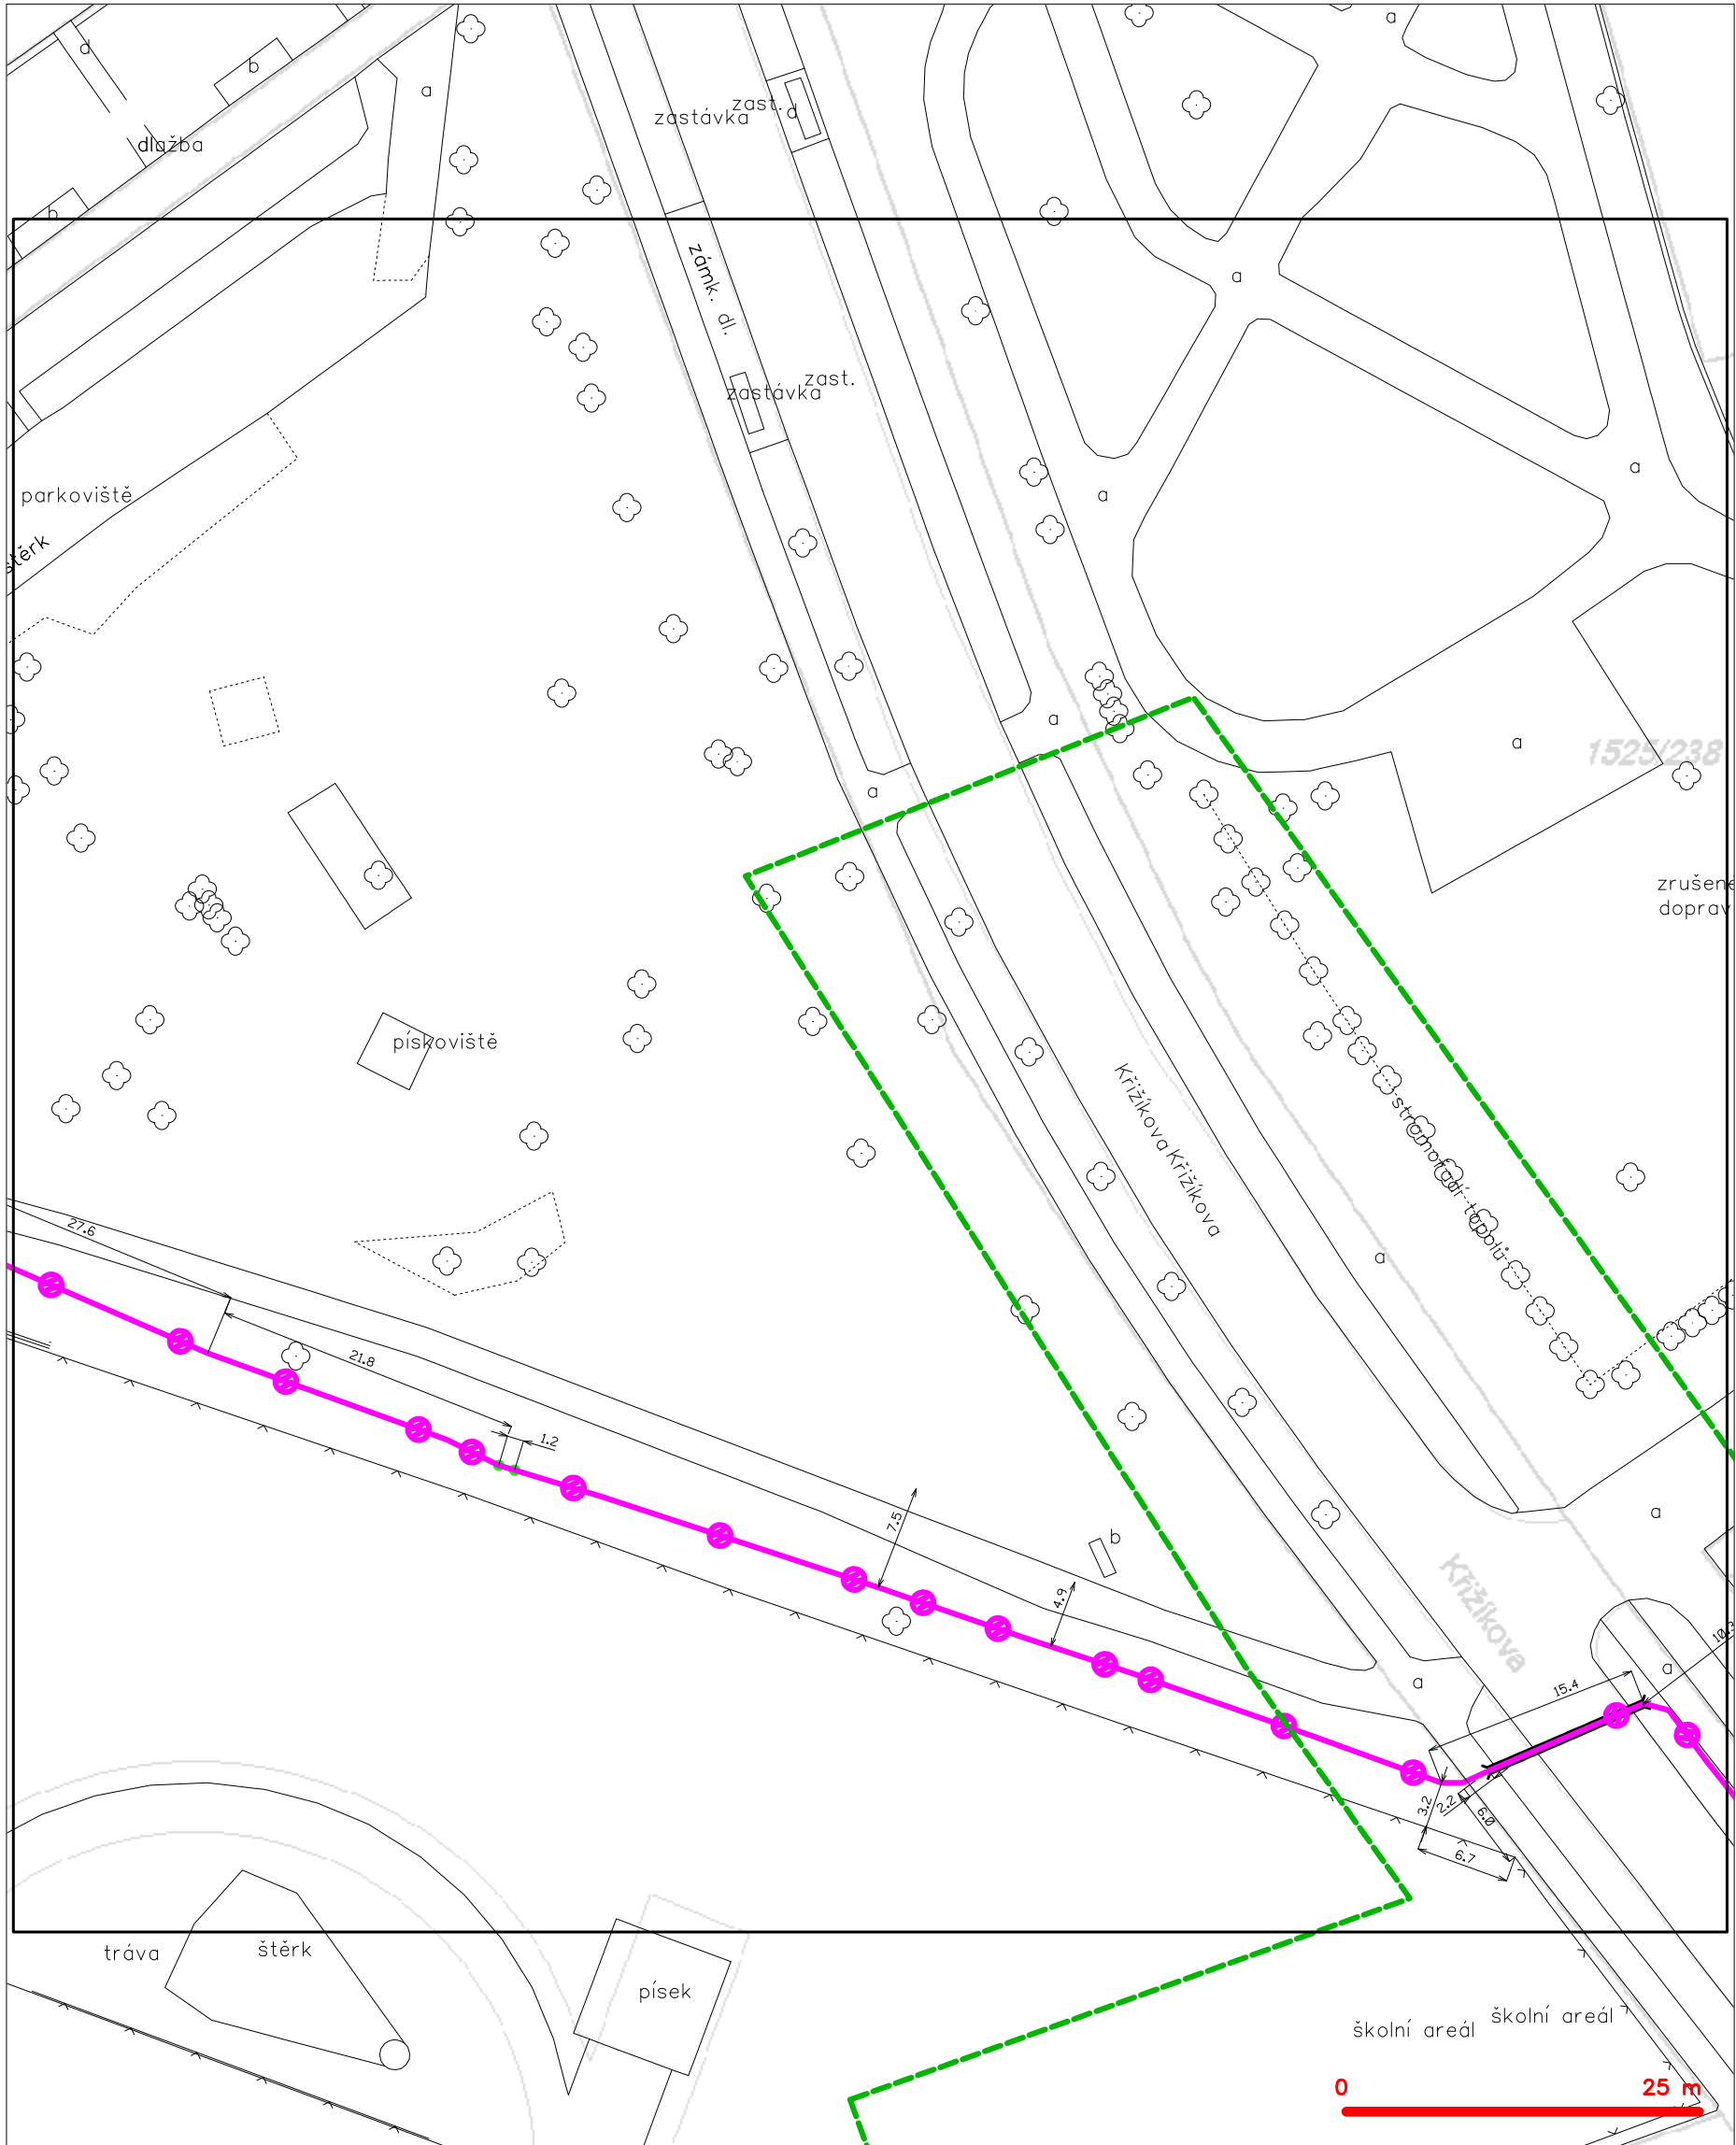 a
d
b
a
zast.
zastávka
d
dlažba
b
a
zámk. dl.
zast.
zastávka
a
parkoviště
a
štěrk
a
a
1525/238
a
zrušené
doprav
pískoviště
Křižíkova
Křižíkova
stromořadí topolů
27.6
a
21.8
1.2
7.5
a
b
4.9
Křižíkova
10.3
a
a
15.4
3.2
2.2
6.0
6.7
tráva
štěrk
písek
školní areál
školní areál
0
25 m